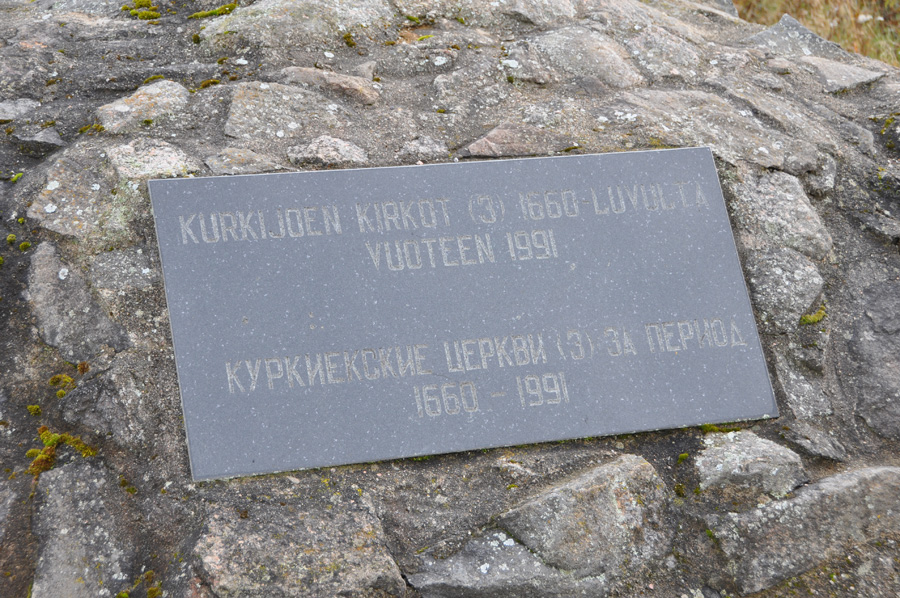 KURKIJOEN KIRKOT (3) 1660-LUVULTA
VUOTEEN 1991
КУРКИЕКСКИЕ ЦЕРКВИ (3) ЗА ПЕРИОД
1660 - 1991